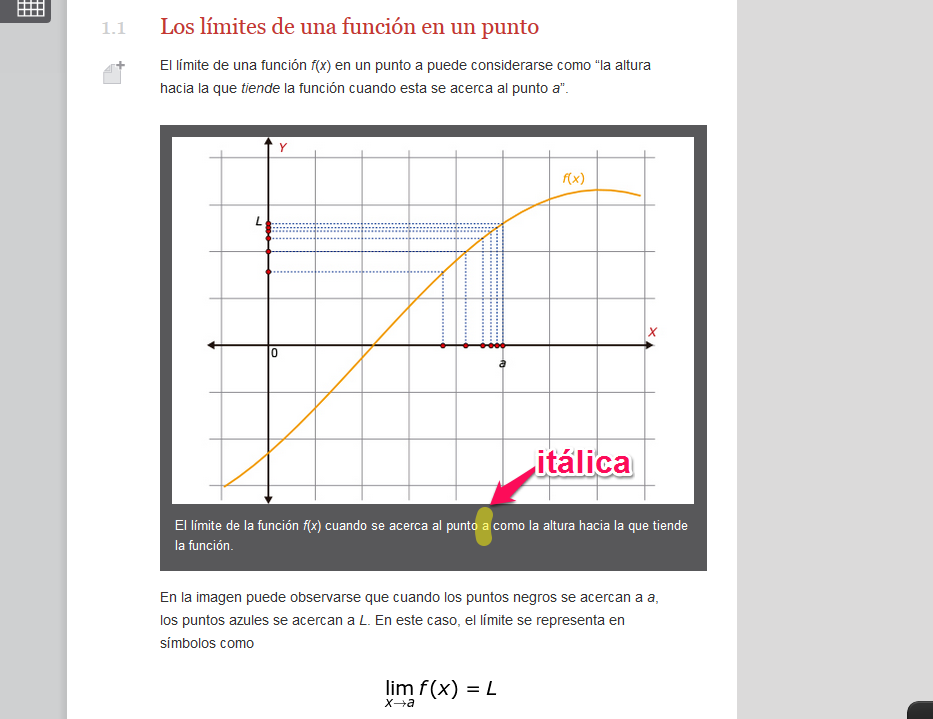 1.1 Los límites de una función en un punto
El límite de una función f(x) en un punto a puede considerarse como “la altura
hacia la que tiende la función cuando esta se acerca al punto a”.
Y
f(x)
L
X
0
a
itálica
El límite de la función f(x) cuando se acerca al punto a como la altura hacia la que tiende
la función.
En la imagen puede observarse que cuando los puntos negros se acercan a a,
los puntos azules se acercan a L. En este caso, el límite se representa en
símbolos como
lim f(x) = L
x→a